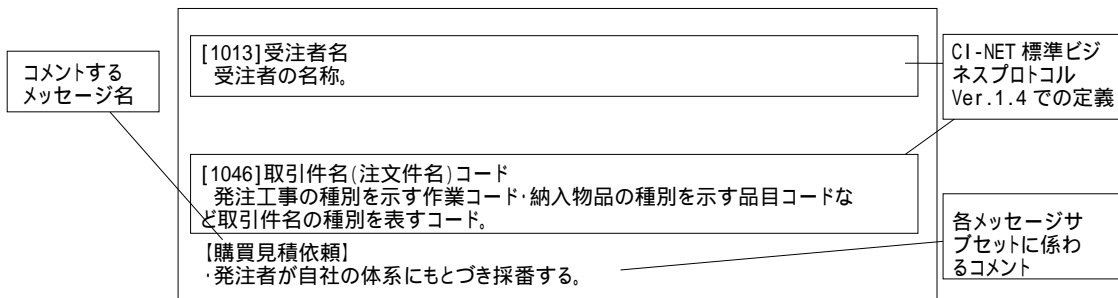 [1013]受注者名
受注者の名称。
コメントする
メッセージ名
CI-NET 標準ビジ
ネスプロトコル
Ver.1.4 での定義
[1046]取引件名(注文件名)コード
発注工事の種別を示す作業コード・納入物品の種別を示す品目コードな
ど取引件名の種別を表すコード。
【購買見積依頼】
・発注者が自社の体系にもとづき採番する。
各メッセージサ
ブセットに係わ
るコメント